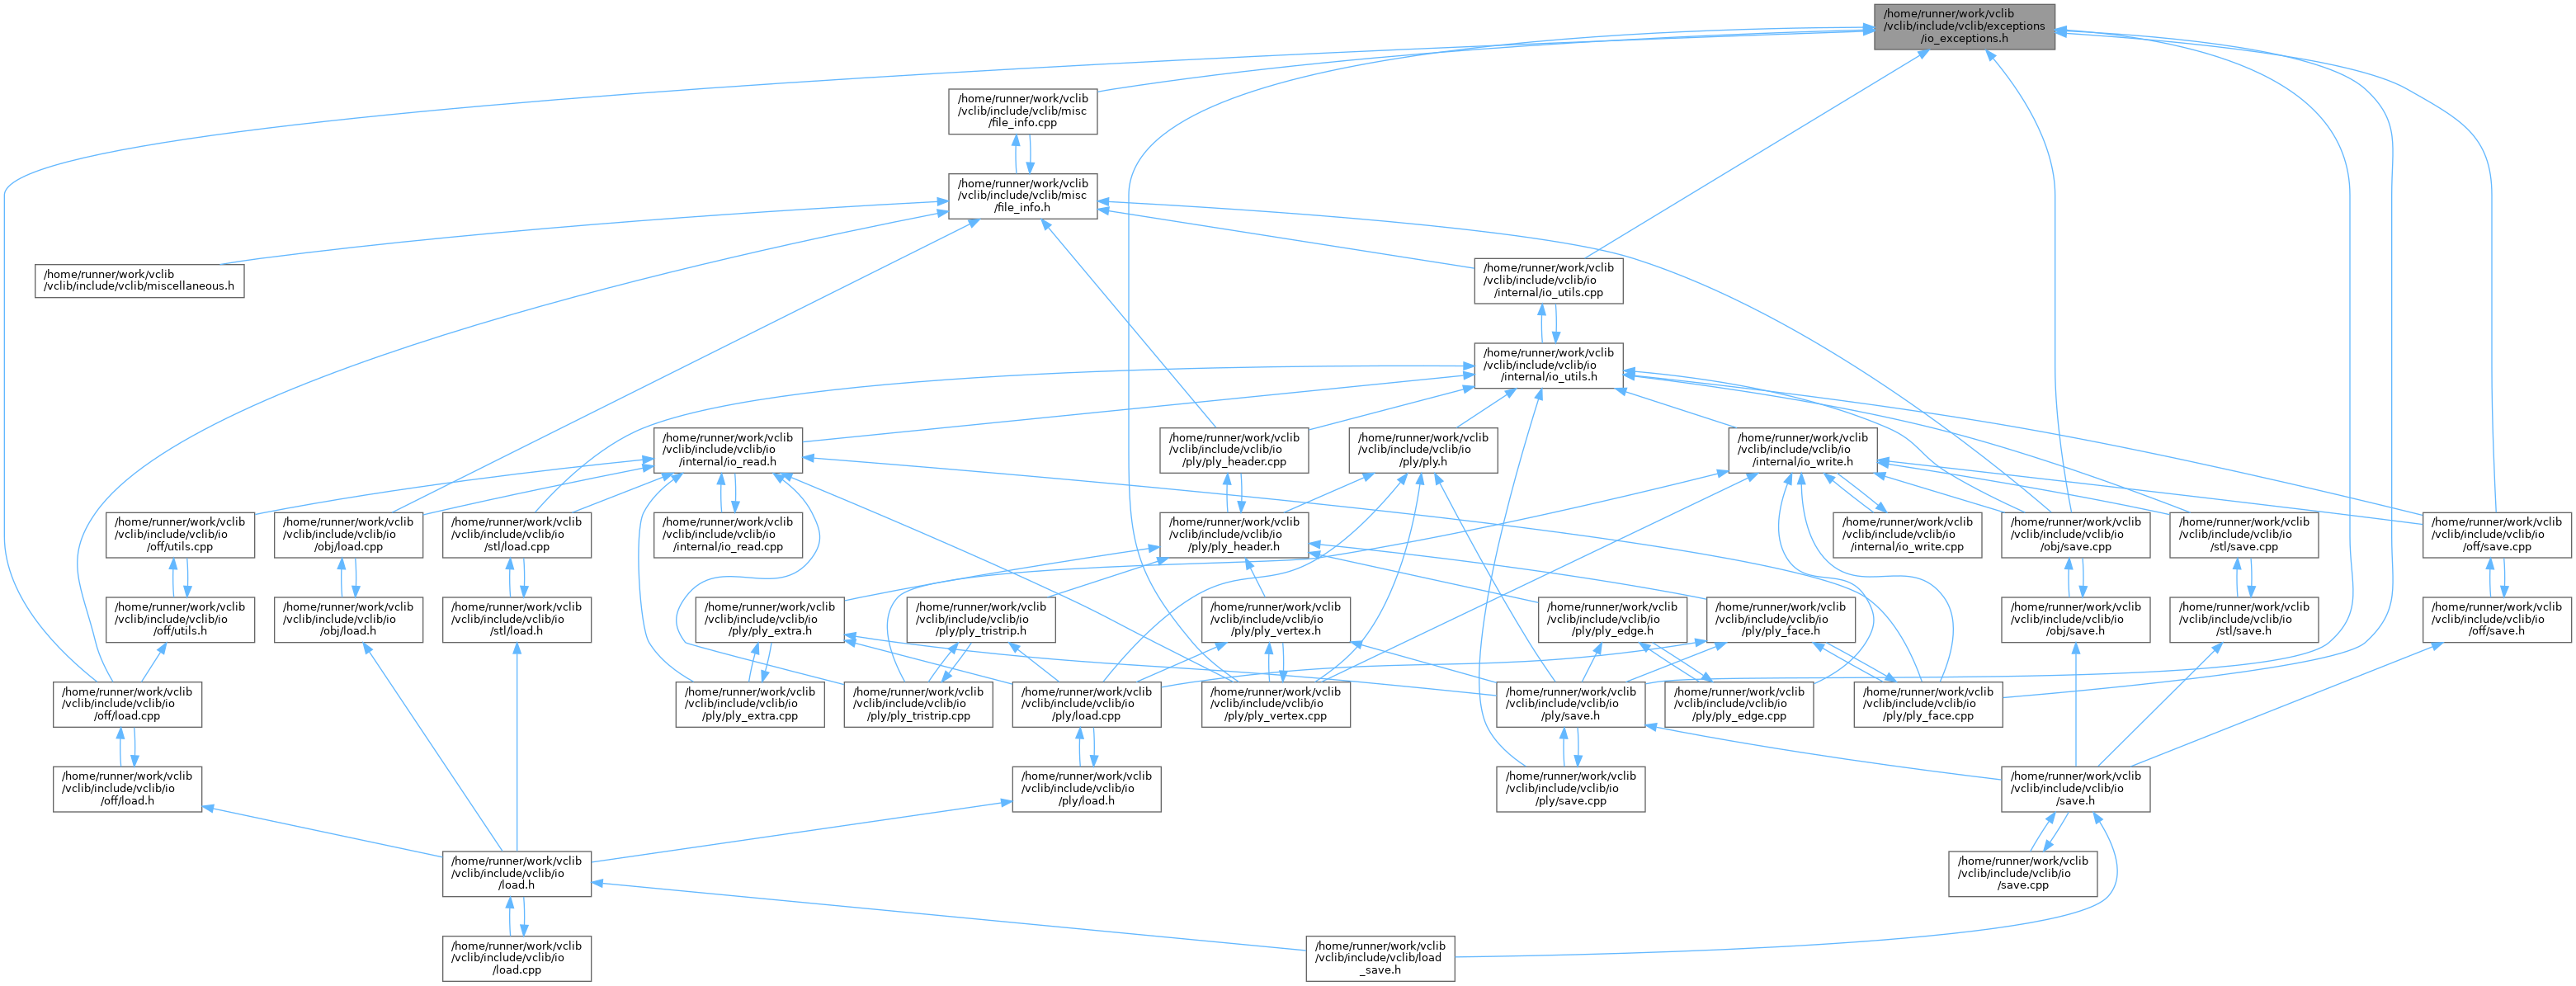 /home/runner/work/vclib
/vclib/include/vclib/exceptions
/io_exceptions.h
/home/runner/work/vclib
/vclib/include/vclib/misc
/file_info.cpp
/home/runner/work/vclib
/vclib/include/vclib/misc
/file_info.h
/home/runner/work/vclib
/vclib/include/vclib/miscellaneous.h
/home/runner/work/vclib
/vclib/include/vclib/io
/internal/io_utils.cpp
/home/runner/work/vclib
/vclib/include/vclib/io
/internal/io_utils.h
/home/runner/work/vclib
/vclib/include/vclib/io
/internal/io_read.h
/home/runner/work/vclib
/vclib/include/vclib/io
/ply/ply_header.cpp
/home/runner/work/vclib
/vclib/include/vclib/io
/ply/ply.h
/home/runner/work/vclib
/vclib/include/vclib/io
/internal/io_write.h
/home/runner/work/vclib
/vclib/include/vclib/io
/off/utils.cpp
/home/runner/work/vclib
/vclib/include/vclib/io
/obj/load.cpp
/home/runner/work/vclib
/vclib/include/vclib/io
/stl/load.cpp
/home/runner/work/vclib
/vclib/include/vclib/io
/internal/io_read.cpp
/home/runner/work/vclib
/vclib/include/vclib/io
/ply/ply_header.h
/home/runner/work/vclib
/vclib/include/vclib/io
/internal/io_write.cpp
/home/runner/work/vclib
/vclib/include/vclib/io
/obj/save.cpp
/home/runner/work/vclib
/vclib/include/vclib/io
/stl/save.cpp
/home/runner/work/vclib
/vclib/include/vclib/io
/off/save.cpp
/home/runner/work/vclib
/vclib/include/vclib/io
/off/utils.h
/home/runner/work/vclib
/vclib/include/vclib/io
/obj/load.h
/home/runner/work/vclib
/vclib/include/vclib/io
/stl/load.h
/home/runner/work/vclib
/vclib/include/vclib/io
/ply/ply_extra.h
/home/runner/work/vclib
/vclib/include/vclib/io
/ply/ply_tristrip.h
/home/runner/work/vclib
/vclib/include/vclib/io
/ply/ply_vertex.h
/home/runner/work/vclib
/vclib/include/vclib/io
/ply/ply_edge.h
/home/runner/work/vclib
/vclib/include/vclib/io
/ply/ply_face.h
/home/runner/work/vclib
/vclib/include/vclib/io
/obj/save.h
/home/runner/work/vclib
/vclib/include/vclib/io
/stl/save.h
/home/runner/work/vclib
/vclib/include/vclib/io
/off/save.h
/home/runner/work/vclib
/vclib/include/vclib/io
/off/load.cpp
/home/runner/work/vclib
/vclib/include/vclib/io
/ply/ply_extra.cpp
/home/runner/work/vclib
/vclib/include/vclib/io
/ply/ply_tristrip.cpp
/home/runner/work/vclib
/vclib/include/vclib/io
/ply/load.cpp
/home/runner/work/vclib
/vclib/include/vclib/io
/ply/ply_vertex.cpp
/home/runner/work/vclib
/vclib/include/vclib/io
/ply/save.h
/home/runner/work/vclib
/vclib/include/vclib/io
/ply/ply_edge.cpp
/home/runner/work/vclib
/vclib/include/vclib/io
/ply/ply_face.cpp
/home/runner/work/vclib
/vclib/include/vclib/io
/off/load.h
/home/runner/work/vclib
/vclib/include/vclib/io
/ply/load.h
/home/runner/work/vclib
/vclib/include/vclib/io
/ply/save.cpp
/home/runner/work/vclib
/vclib/include/vclib/io
/save.h
/home/runner/work/vclib
/vclib/include/vclib/io
/load.h
/home/runner/work/vclib
/vclib/include/vclib/io
/save.cpp
/home/runner/work/vclib
/vclib/include/vclib/io
/load.cpp
/home/runner/work/vclib
/vclib/include/vclib/load
_save.h